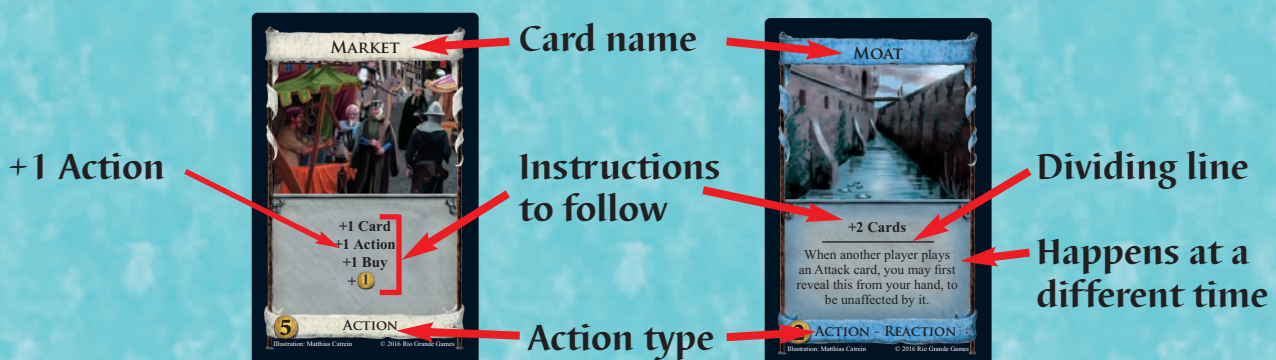 MARKET
Card name
MOAT
+1 Action
Instructions
to follow
Dividing line
+1 Card
+1 Action
+1 Buy
+1
+2 Cards
When another player plays
an Attack card, you may first
reveal this from your hand, to
be unaffected by it.
Happens at a
different time
5
ACTION
Action type
ACTION - REACTION
Illustration: Matthias Catrein
© 2016 Rio Grande Games
Illustration: Matthias Catrein
© 2016 Rio Grande Games